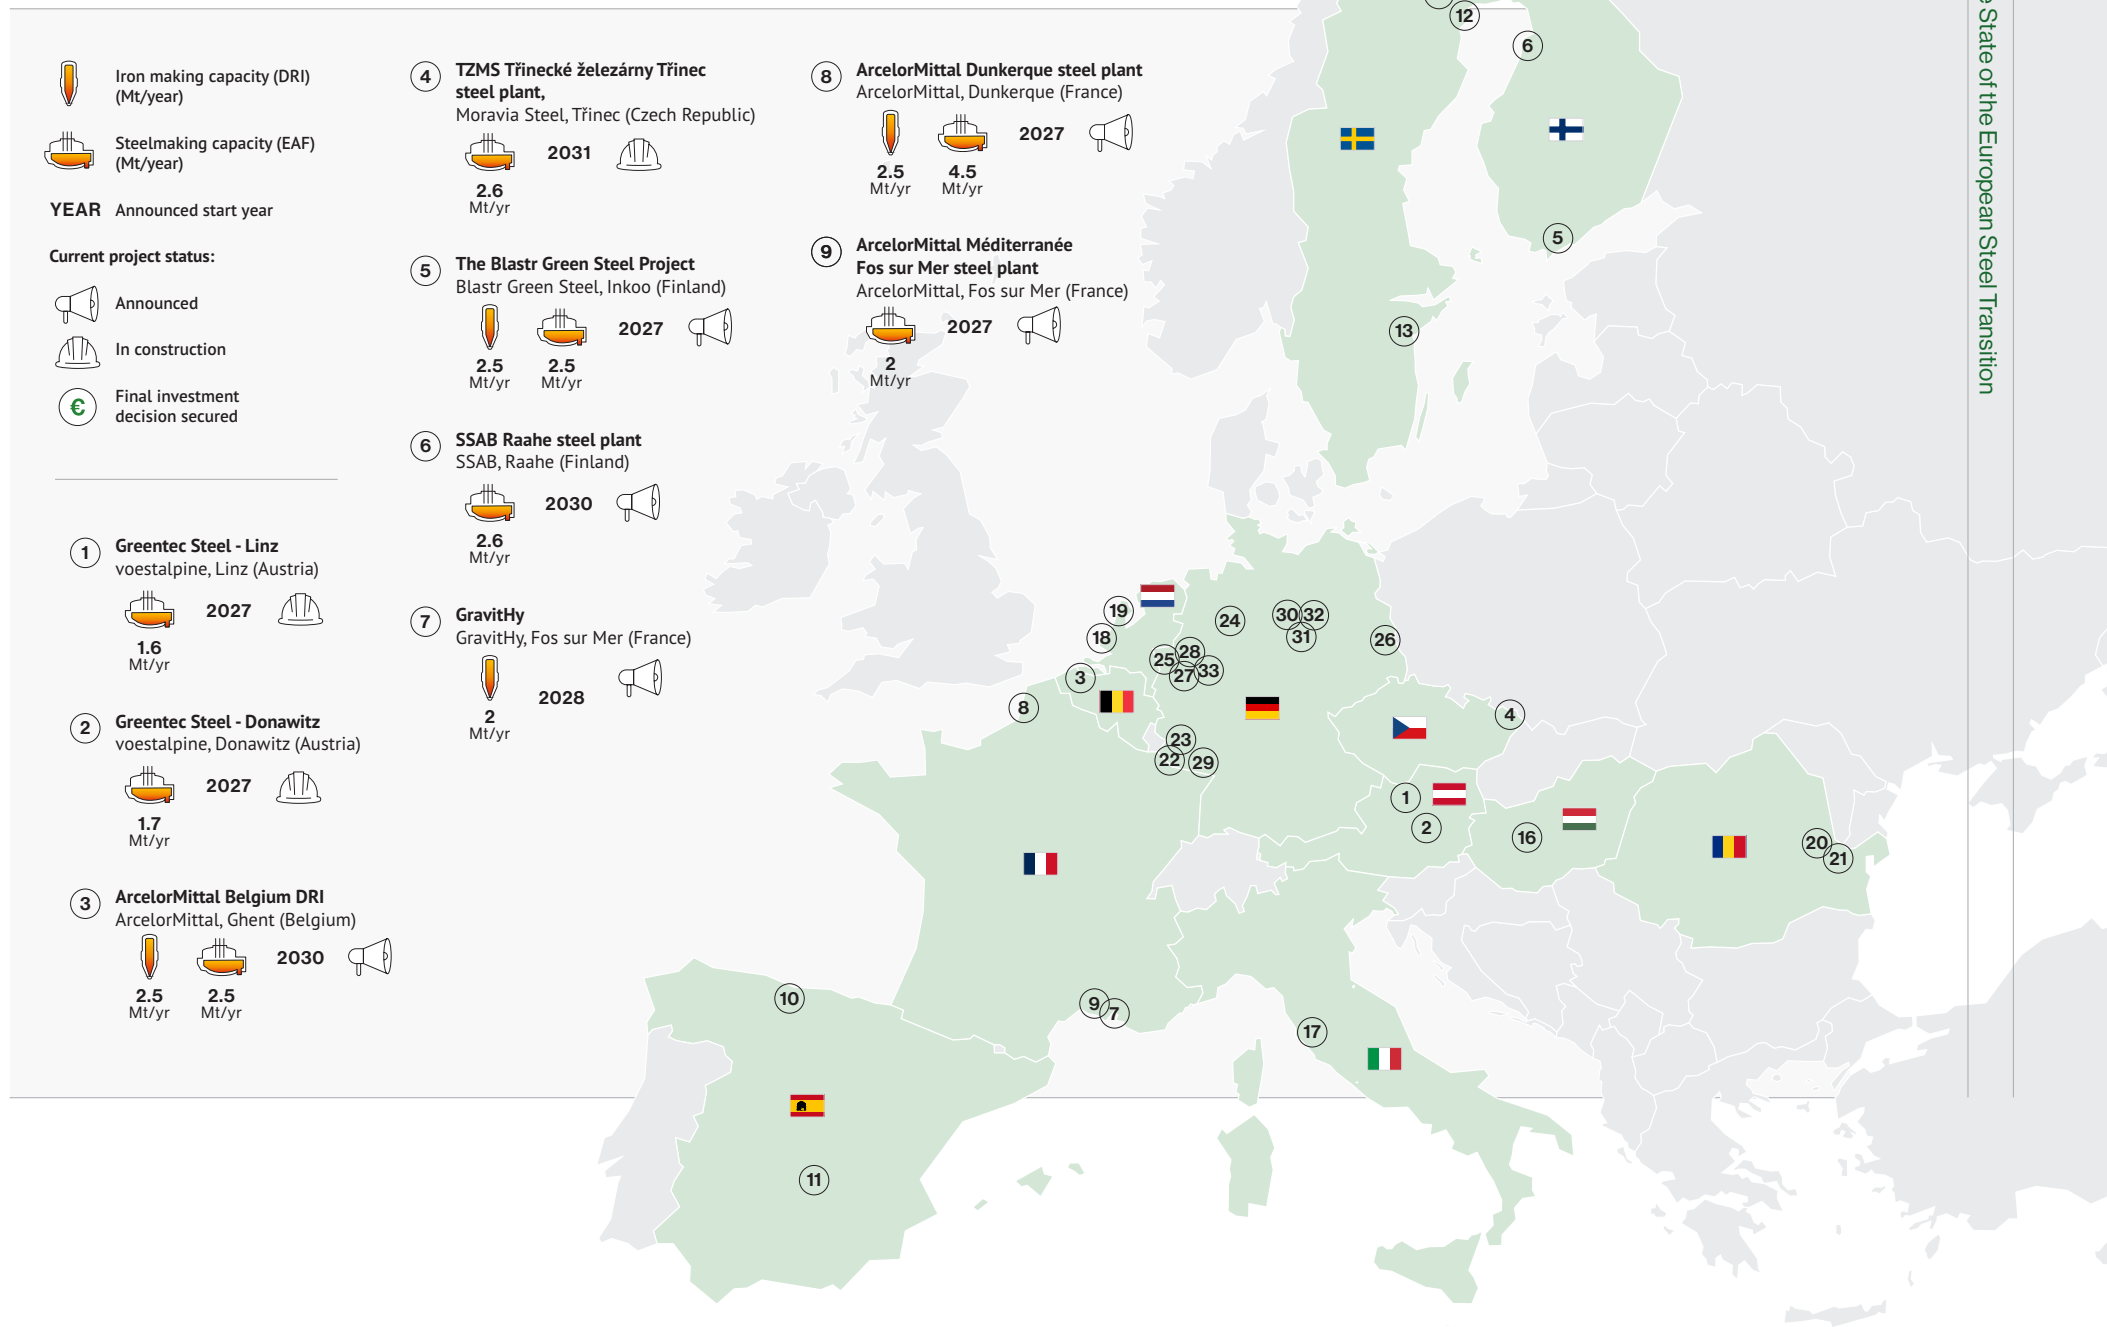 Iron making capacity (DRI)
(Mt/year)
Steelmaking capacity (EAF)
(Mt/year)
YEAR Announced start year
Current project status:
Announced
In construction
€ Final investment
decision secured
1 Greentec Steel - Linz
voestalpine, Linz (Austria)
2027
1.6
Mt/yr
2 Greentec Steel - Donawitz
voestalpine, Donawitz (Austria)
2027
1.7
Mt/yr
3 ArcelorMittal Belgium DRI
ArcelorMittal, Ghent (Belgium)
2030
2.5 2.5
Mt/yr Mt/yr
4 TZMS Třinecké železárny Třinec
steel plant,
Moravia Steel, Třinec (Czech Republic)
2031
2.6
Mt/yr
5 The Blastr Green Steel Project
Blastr Green Steel, Inkoo (Finland)
2027
2.5 2.5
Mt/yr Mt/yr
6 SSAB Raahe steel plant
SSAB, Raahe (Finland)
2030
2.6
Mt/yr
7 GravitHy
GravitHy, Fos sur Mer (France)
2028
2
Mt/yr
8 ArcelorMittal Dunkerque steel plant
ArcelorMittal, Dunkerque (France)
2027
2.5 4.5
Mt/yr Mt/yr
9 ArcelorMittal Méditerranée
Fos sur Mer steel plant
ArcelorMittal, Fos sur Mer (France)
2027
2
Mt/yr
12
6
5
13
19
18
24
30 32
31
26
28
25
27 33
3
8
4
23
22 29
1
2
16
20
21
10
9
7
17
11
State of the European Steel Transition